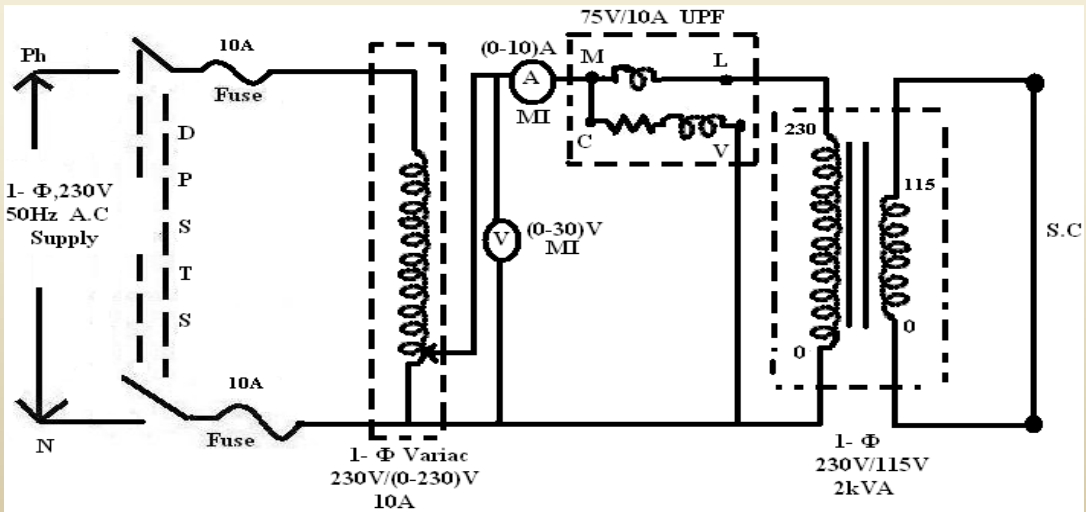 75V/10A UPF
Ph
10A
Fuse
(0-10)A
A
MI
M
L
C
V
D
P
S
S
T
S
1- Φ,230V
50Hz A.C
Supply
V
(0-30)V
MI
230
0
115
0
S.C
N
10A
Fuse
1- Φ Variac
230V/(0-230)V
10A
1- Φ
230V/115V
2kVA